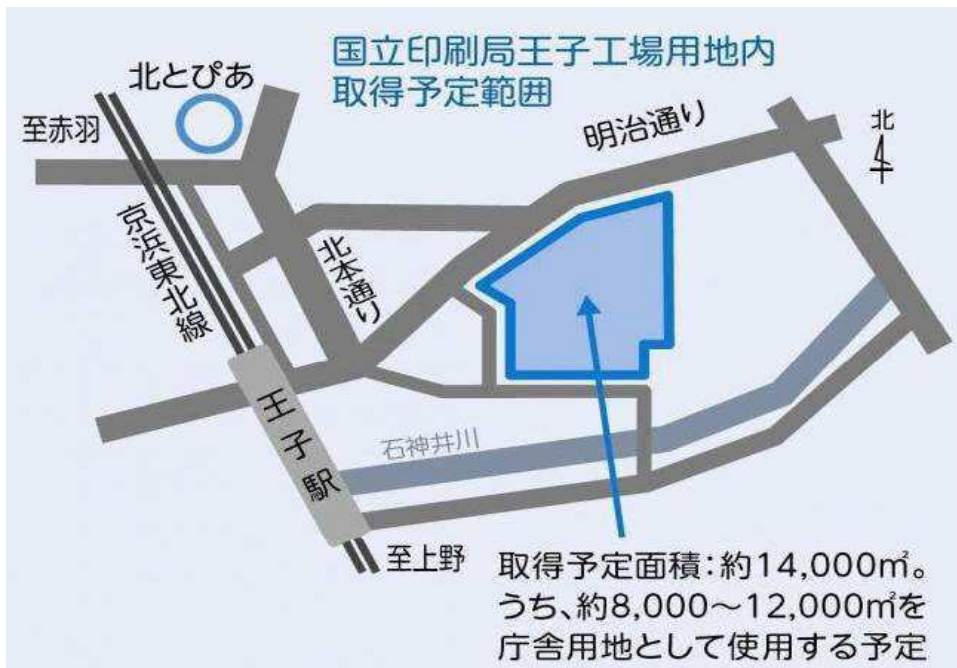 国立印刷局王子工場用地内
取得予定範囲
北とぴあ
至赤羽
明治通り
北
京浜東北線
北本通り
王子駅
石神井川
至上野
取得予定面積：約14,000㎡。
うち、約8,000～12,000㎡を
庁舎用地として使用する予定